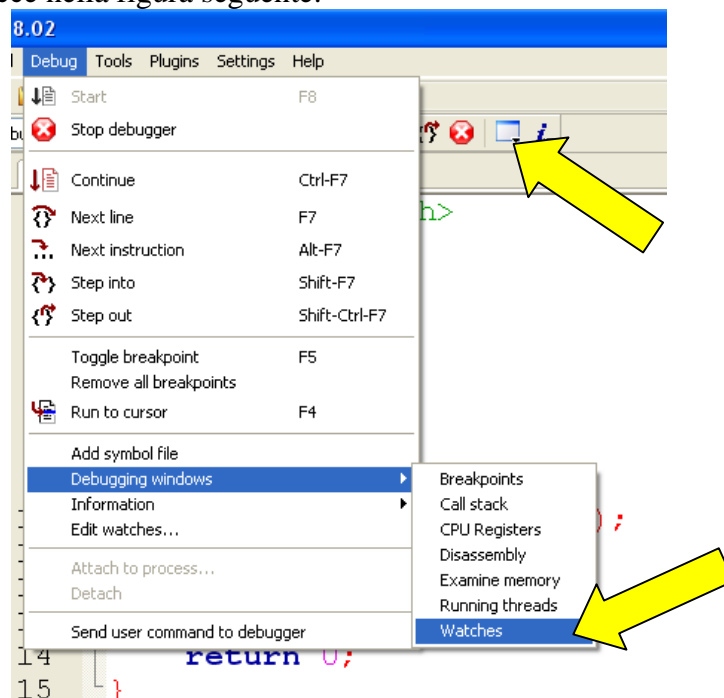 nella figura seguente:
8.02
Debug Tools Plugins Settings Help
Start F8
Stop debugger
Continue Ctrl-F7
Next line F7
h>
Next instruction Alt-F7
Step into Shift-F7
Step out Shift-Ctrl-F7
Toggle breakpoint F5
Remove all breakpoints
Run to cursor F4
Add symbol file
Debugging windows
Information
Edit watches...
Attach to process...
Detach
Send user command to debugger
Breakpoints
Call stack
CPU Registers
);
Disassembly
Examine memory
Running threads
Watches
14 return 0;
15 }